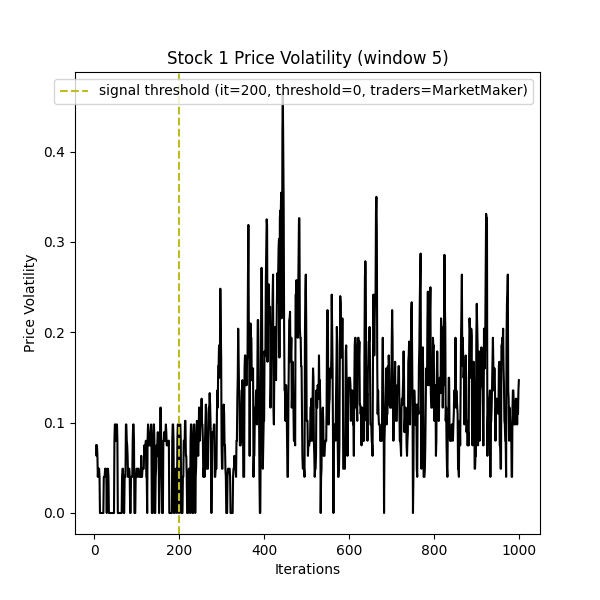 Stock 1 Price Volatility (window 5)
signal threshold (it=200, threshold=0, traders=MarketMaker)
Price Volatility
0.4
0.3
0.2
0.1
0.0
0 200 400 600 800 1000
Iterations